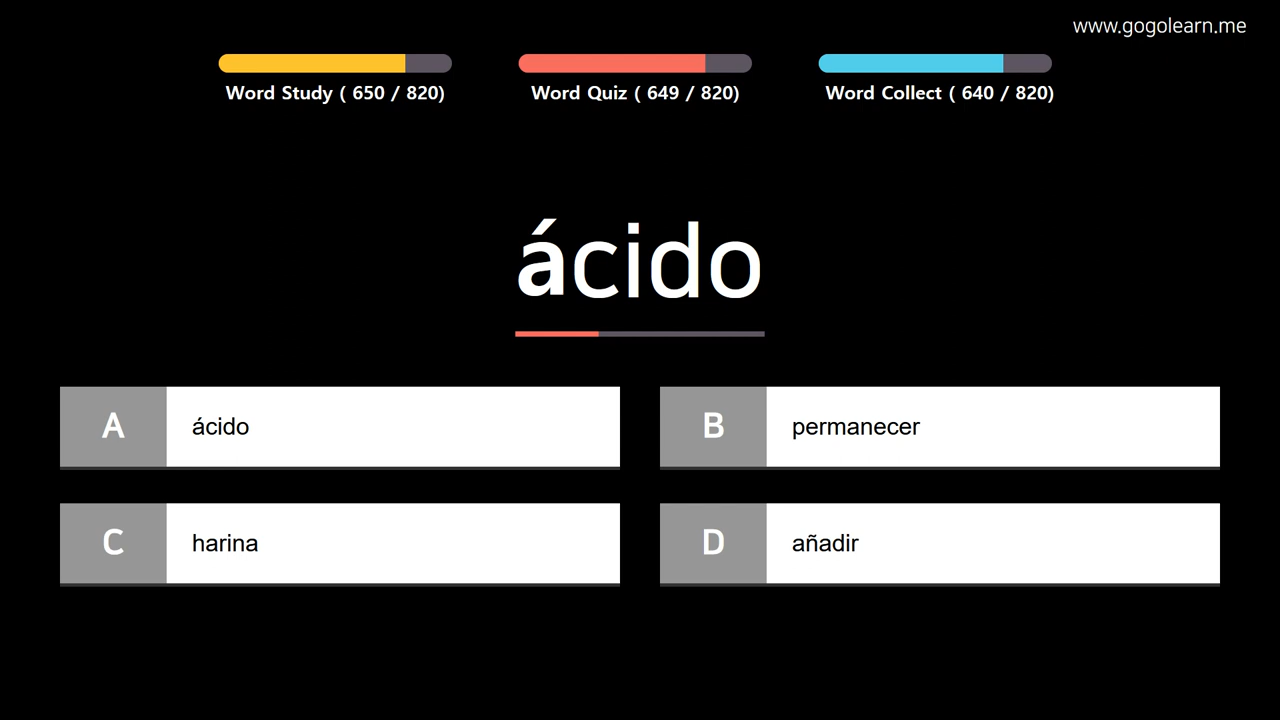 www.gogolearn.me
Word Study ( 650 / 820)
Word Quiz ( 649 / 820)
Word Collect ( 640 / 820)
ácido
A ácido
B permanecer
C harina
D añadir